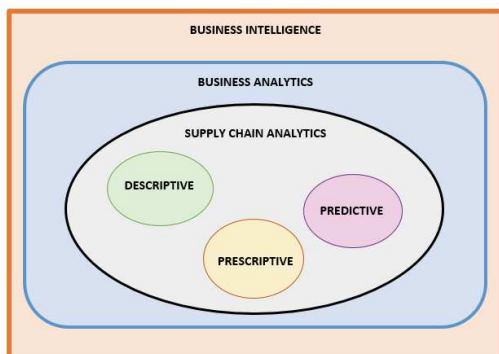 BUSINESS INTELLIGENCE
BUSINESS ANALYTICS
SUPPLY CHAIN ANALYTICS
DESCRIPTIVE
PREDICTIVE
PRESCRIPTIVE